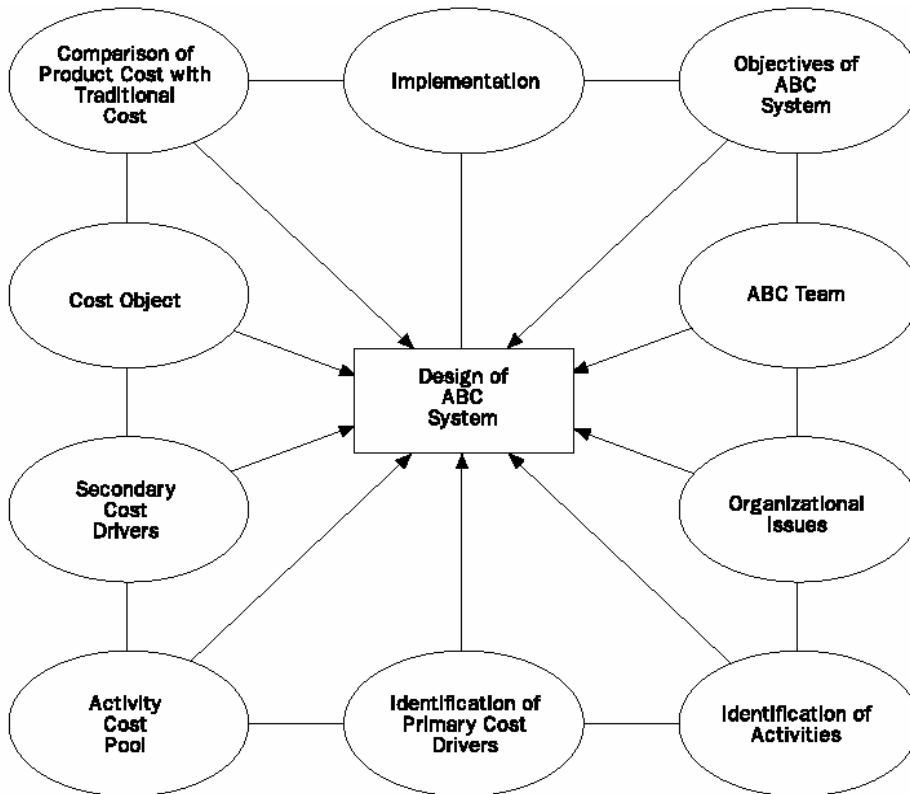 Comparison of
Product Cost with
Traditional
Cost
Implementation
Objectives of
ABC
System
Cost Object
ABC Team
Design of
ABC
System
Secondary
Cost
Drivers
Organizational
Issues
Activity
Cost
Pool
Identification of
Primary Cost
Drivers
Identification of
Activities